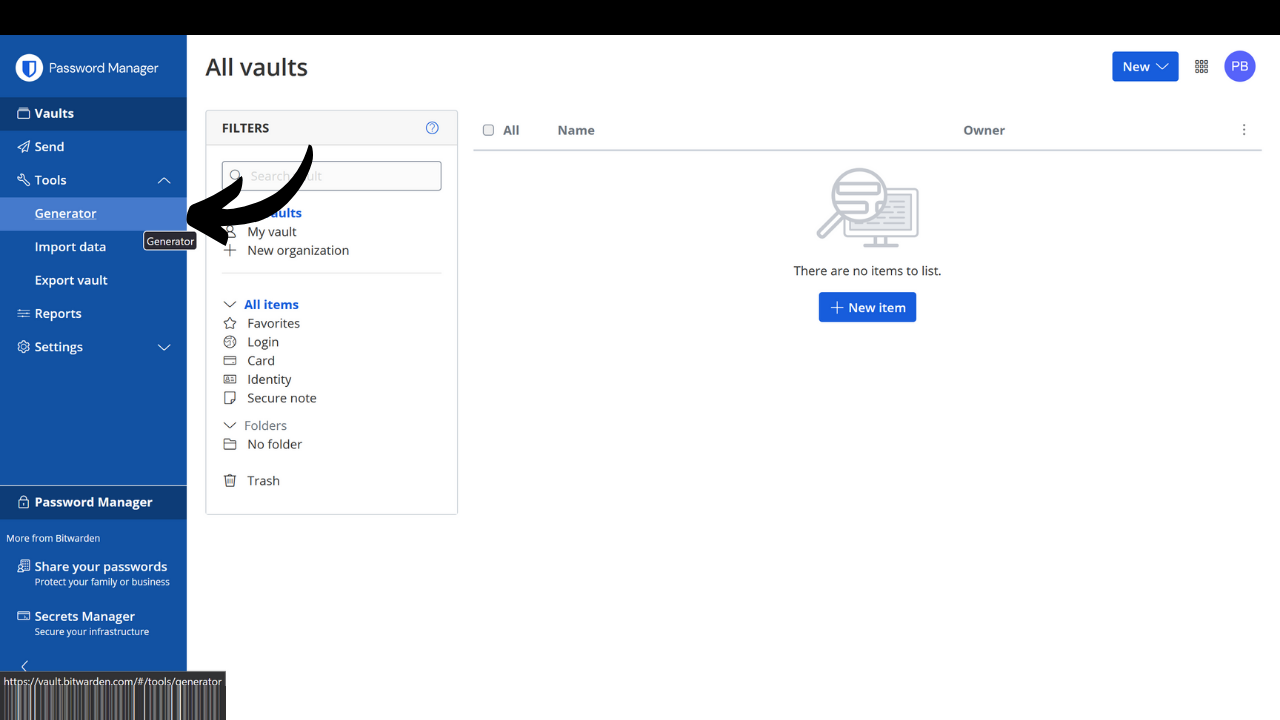 Password Manager
Vaults
Send
Tools
Generator
Generator
Import data
Export vault
Reports
Settings
Password Manager
More from Bitwarden
Share your passwords
Protect your family or business
Secrets Manager
Secure your infrastructure
https://vault.bitwarden.com/#/tools/generator
All vaults
New
PB
FILTERS
Search
My vault
New organization
All items
Favorites
Login
Card
Identity
Secure note
Folders
No folder
Trash
All Name Owner
There are no items to list.
New item